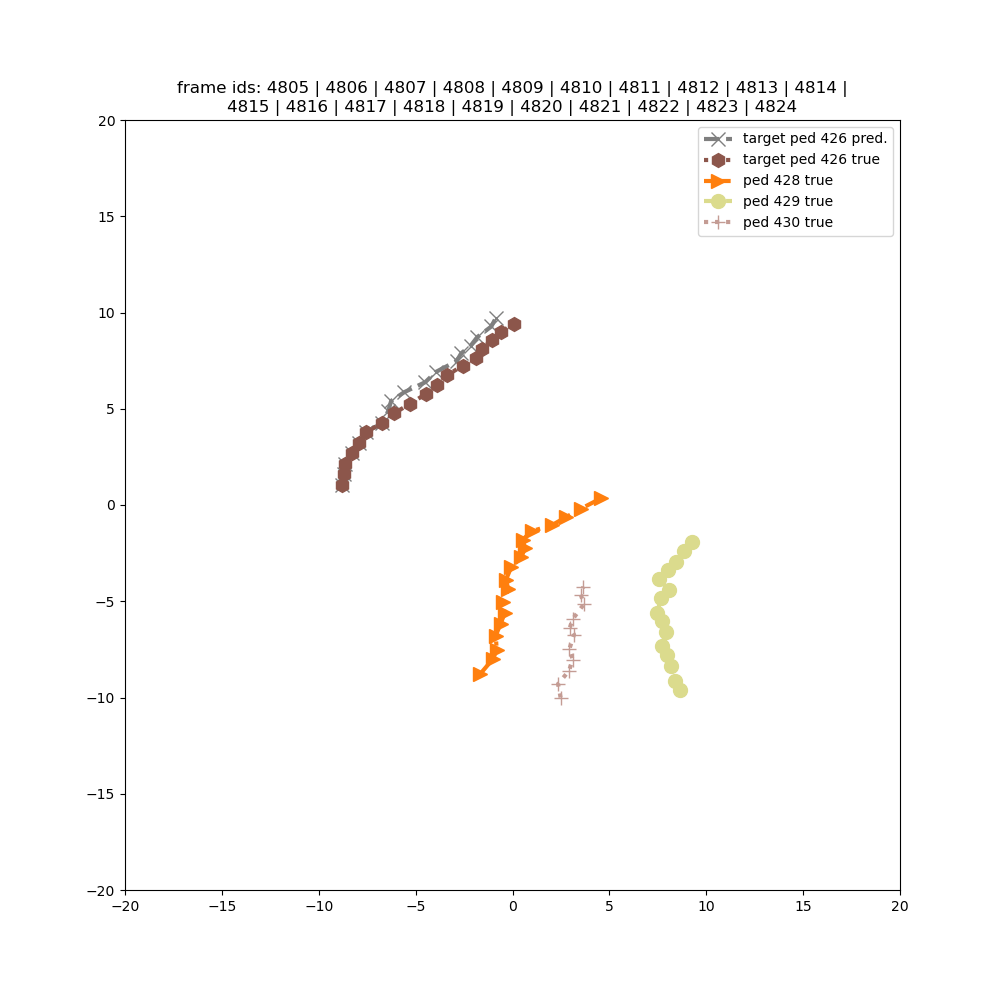 frame ids: 4805 | 4806 | 4807 | 4808 | 4809 | 4810 | 4811 | 4812 | 4813 | 4814 |
4815 | 4816 | 4817 | 4818 | 4819 | 4820 | 4821 | 4822 | 4823 | 4824
target ped 426 pred.
target ped 426 true
ped 428 true
ped 429 true
ped 430 true
20
15
10
5
0
−5
−10
−15
−20
−20 −15 −10 −5 0 5 10 15 20